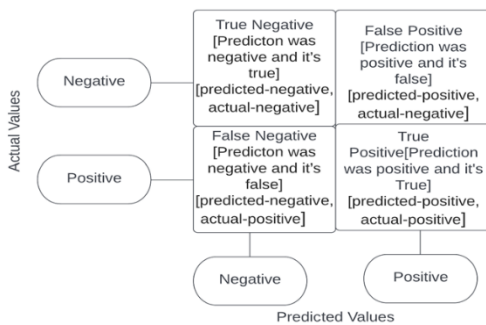 True Negative
[Predicton was
negative and it's
true]
[predicted-negative,
actual-negative]
False Positive
[Prediction was
positive and it's
false]
[predicted-positive,
actual-negative]
Negative
Actual Values
False Negative
[Predicton was
negative and it's
false]
[predicted-negative,
actual-positive]
True
Positive[Prediction
was positive and it's
True]
[predicted-positive,
actual-positive]
Positive
Negative
Positive
Predicted Values